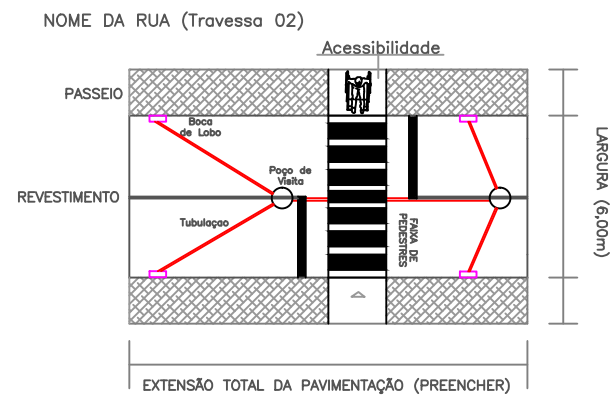 NOME DA RUA (Travessa 02)
Acessibilidade
PASSEIO
Boca
de Lobo
Poço de
Visita
REVESTIMENTO
Tubulaçao
FAIXA DE
PEDESTRES
LARGURA (6,00m)
EXTENSÃO TOTAL DA PAVIMENTAÇÃO (PREENCHER)